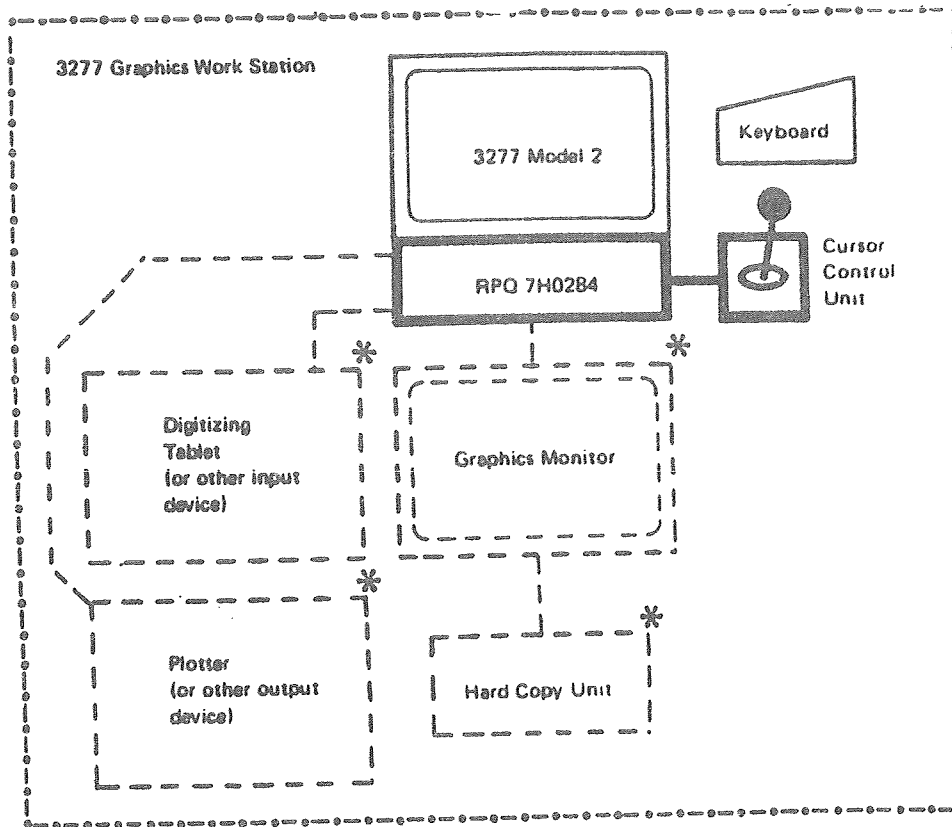 3277 Graphics Work Station
3277 Model 2
Keyboard
RPQ 7H0284
Cursor
Control
Unit
*
*
Digitizing
Tablet
(or other input
device)
Graphics Monitor
*
*
Plotter
(or other output
device)
Hard Copy Unit